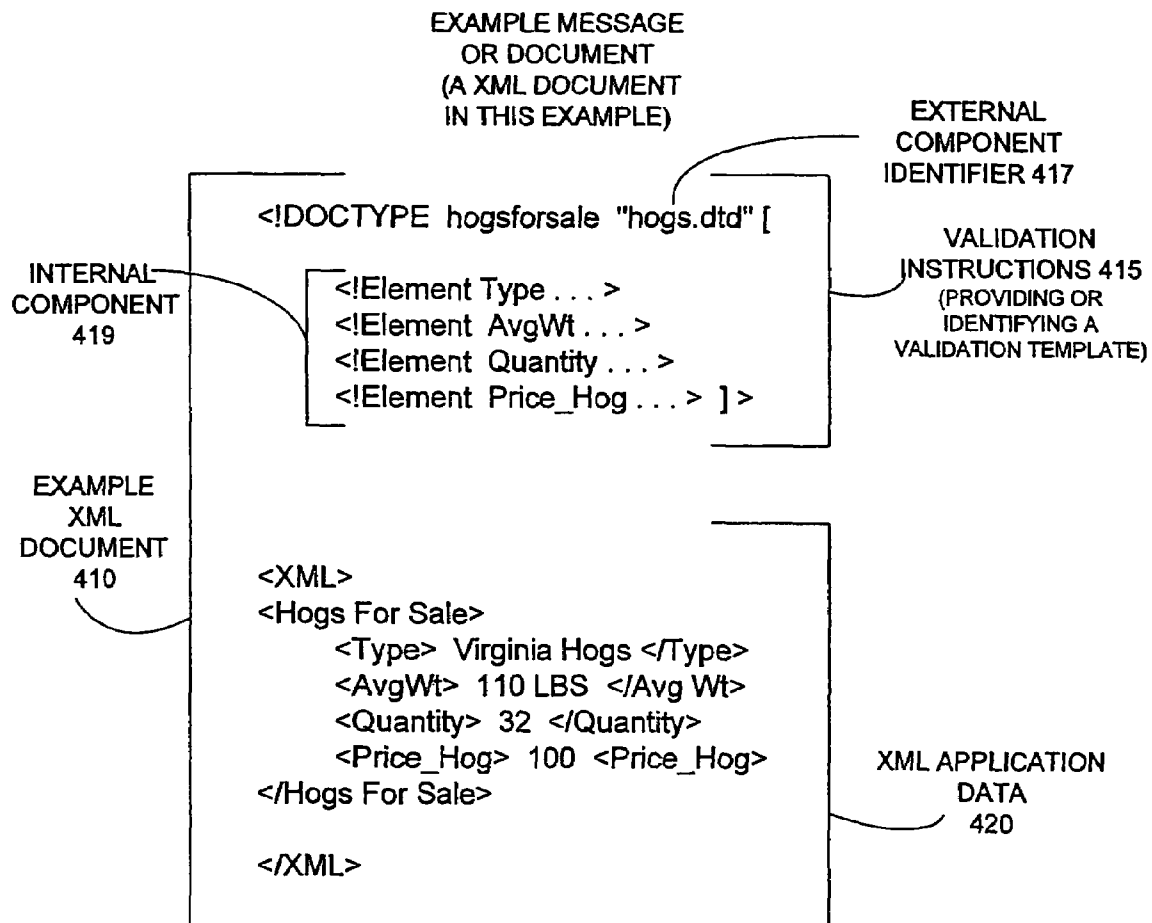 EXAMPLE MESSAGE
OR DOCUMENT
(A XML DOCUMENT
IN THIS EXAMPLE)
EXTERNAL
COMPONENT
IDENTIFIER 417
<!DOCTYPE hogsforsale "hogs.dtd" [
VALIDATION
INSTRUCTIONS 415
(PROVIDING OR
IDENTIFYING A
VALIDATION TEMPLATE)
INTERNAL
COMPONENT
419
<!Element Type . . . >
<!Element AvgWt . . . >
<!Element Quantity . . . >
<!Element Price_Hog . . . > ] >
EXAMPLE
XML
DOCUMENT
410
<XML>
<Hogs For Sale>
<Type> Virginia Hogs </Type>
<AvgWt> 110 LBS </Avg Wt>
<Quantity> 32 </Quantity>
<Price_Hog> 100 <Price_Hog>
</Hogs For Sale>
</XML>
XML APPLICATION
DATA
420